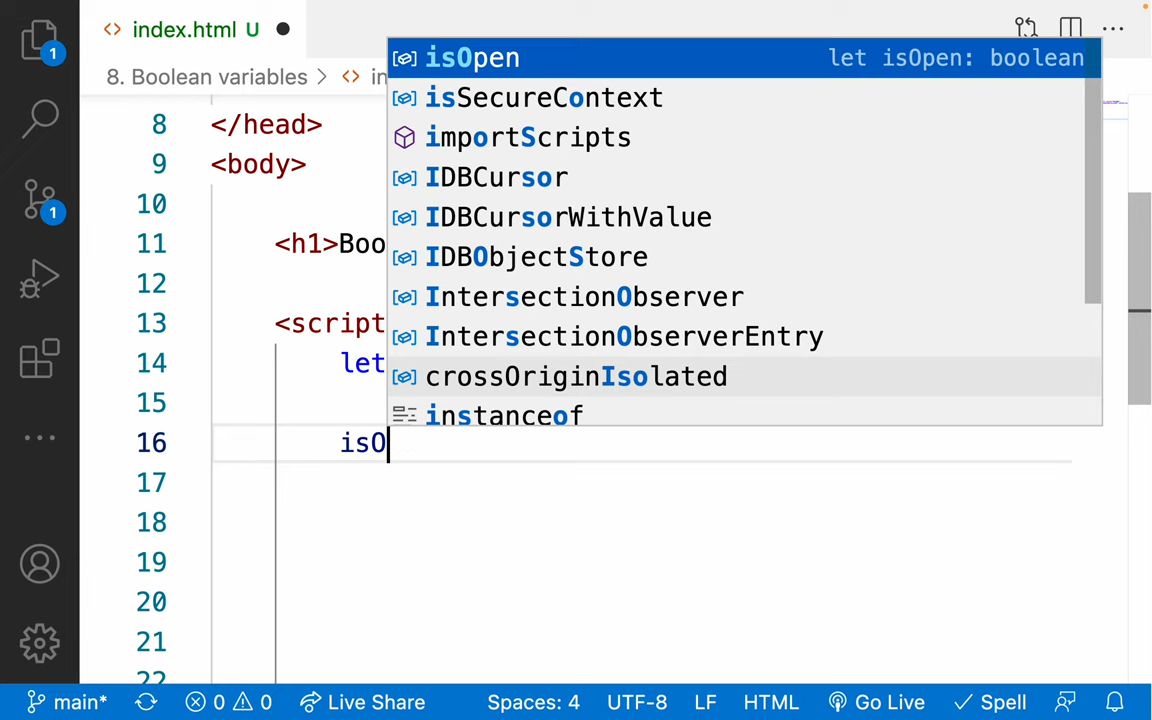 index.html U
8. Boolean variables > <> in
isOpen let isOpen: boolean
isSecureContext
importScripts
IDBCursor
IDBCursorWithValue
IDBObjectStore
IntersectionObserver
IntersectionObserverEntry
crossOriginIsolated
instanceof
8 </head>
9 <body>
10
11 <h1>Boo
12
13 <script
14 let
15
16 isO
17
18
19
20
21
22
1
1
main* 0 0 Live Share Spaces: 4 UTF-8 LF HTML Go Live Spell